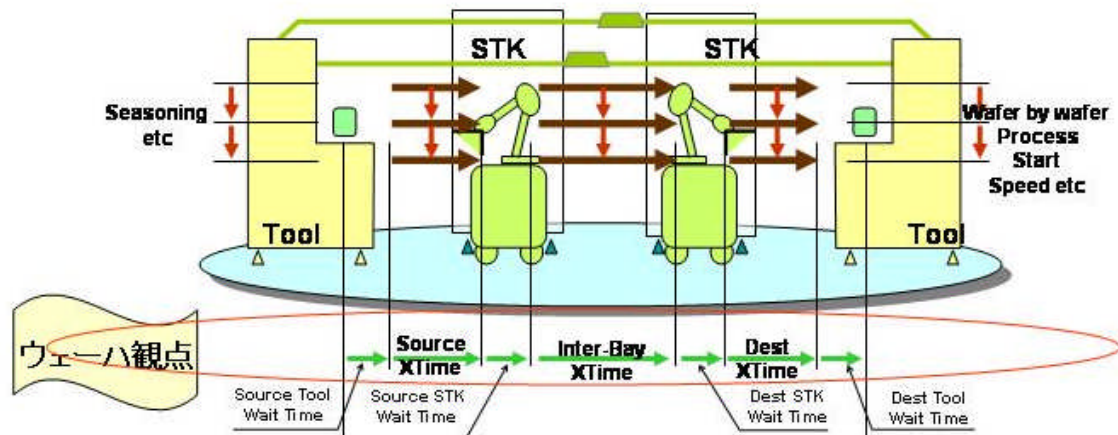 STK
STK
Seasoning
etc
Wafer by wafer
Process
Start
Speed etc
Tool
Tool
ウェーハ観点
Source
XTime
Inter-Bay
XTime
Dest
XTime
Source Tool
Wait Time
Source STK
Wait Time
Dest STK
Wait Time
Dest Tool
Wait Time